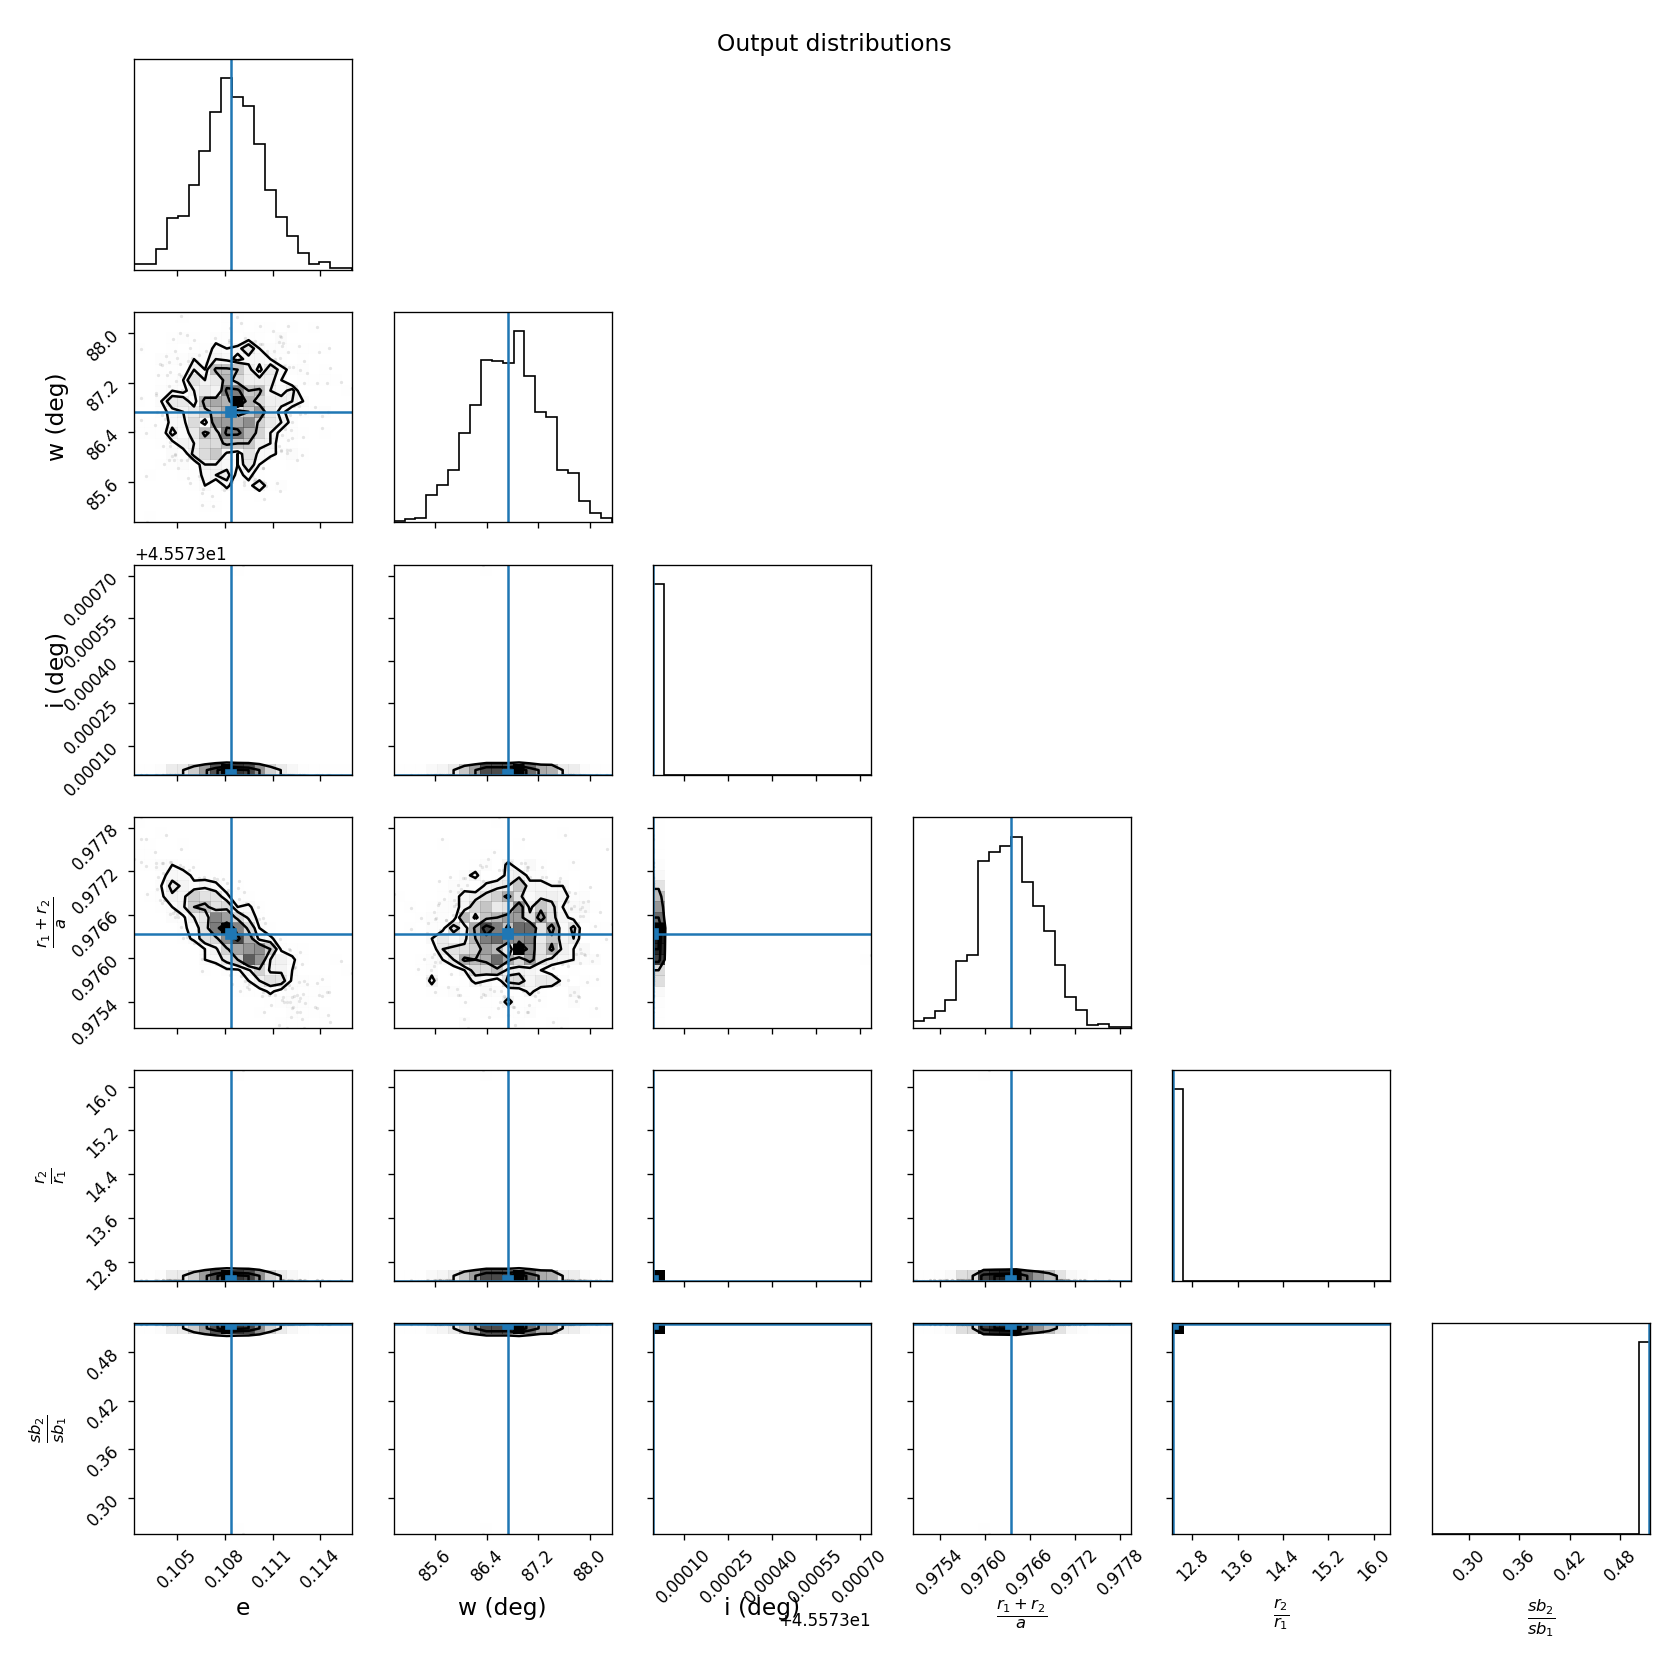 Output distributions
w (deg)
88.0
87.2
86.4
85.6
+4.5573e1
i (deg)
0.00070
0.00055
0.00040
0.00025
0.00010
r₁ + r₂
a
0.9778
0.9772
0.9766
0.9760
0.9754
r₂
r₁
16.0
15.2
14.4
13.6
12.8
sb₂
sb₁
0.48
0.42
0.36
0.30
0.105 0.108 0.111 0.114
e
85.6 86.4 87.2 88.0
w (deg)
0.00010 0.00025 0.00040 0.00055 0.00070
i (deg)
+4.5573e1
0.9754 0.9760 0.9766 0.9772 0.9778
r₁ + r₂
a
12.8 13.6 14.4 15.2 16.0
r₂
r₁
0.30 0.36 0.42 0.48
sb₂
sb₁